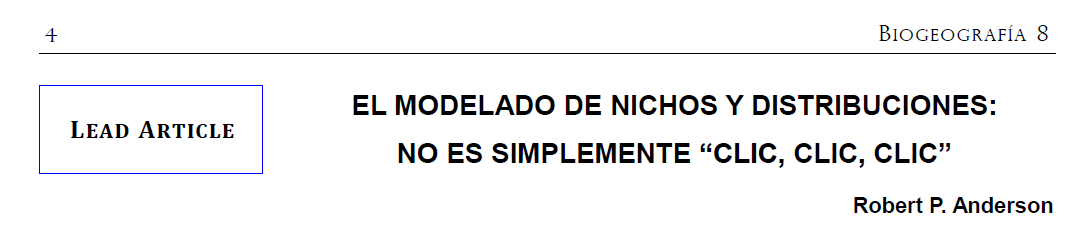 4 BIOGEOGRAFÍA 8
LEAD ARTICLE
EL MODELADO DE NICHOS Y DISTRIBUCIONES:
NO ES SIMPLEMENTE “CLIC, CLIC, CLIC”
Robert P. Anderson